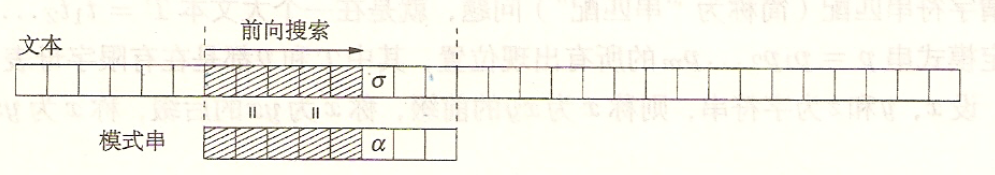 前向搜索
文本
σ
= =
模式串 α